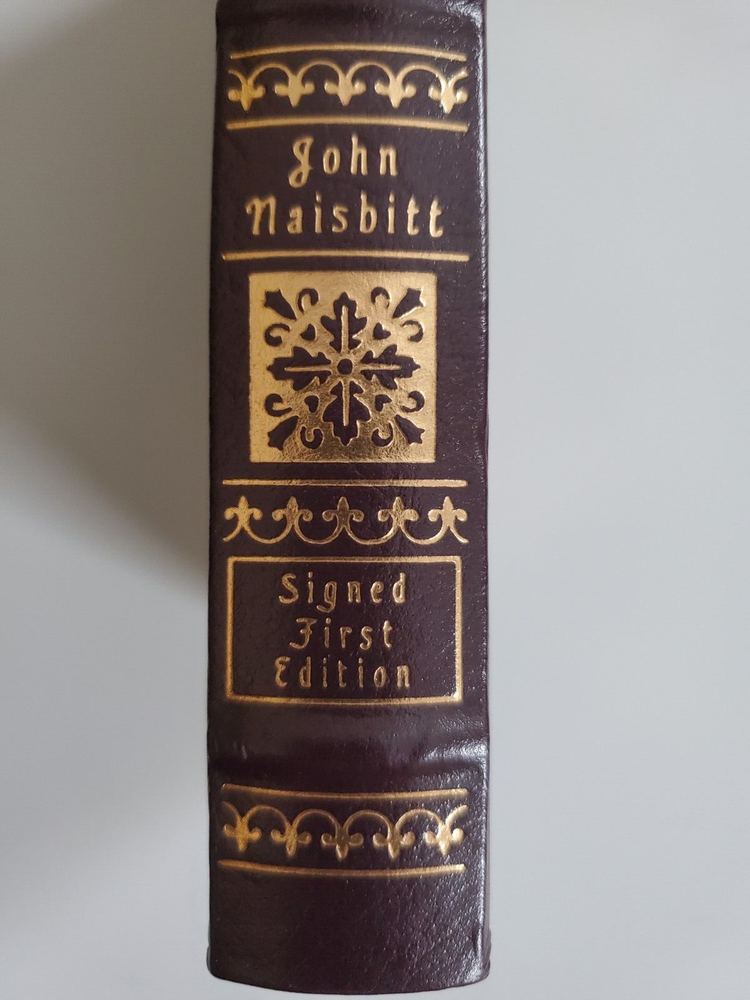 John
Naisbitt
Signed
First
Edition